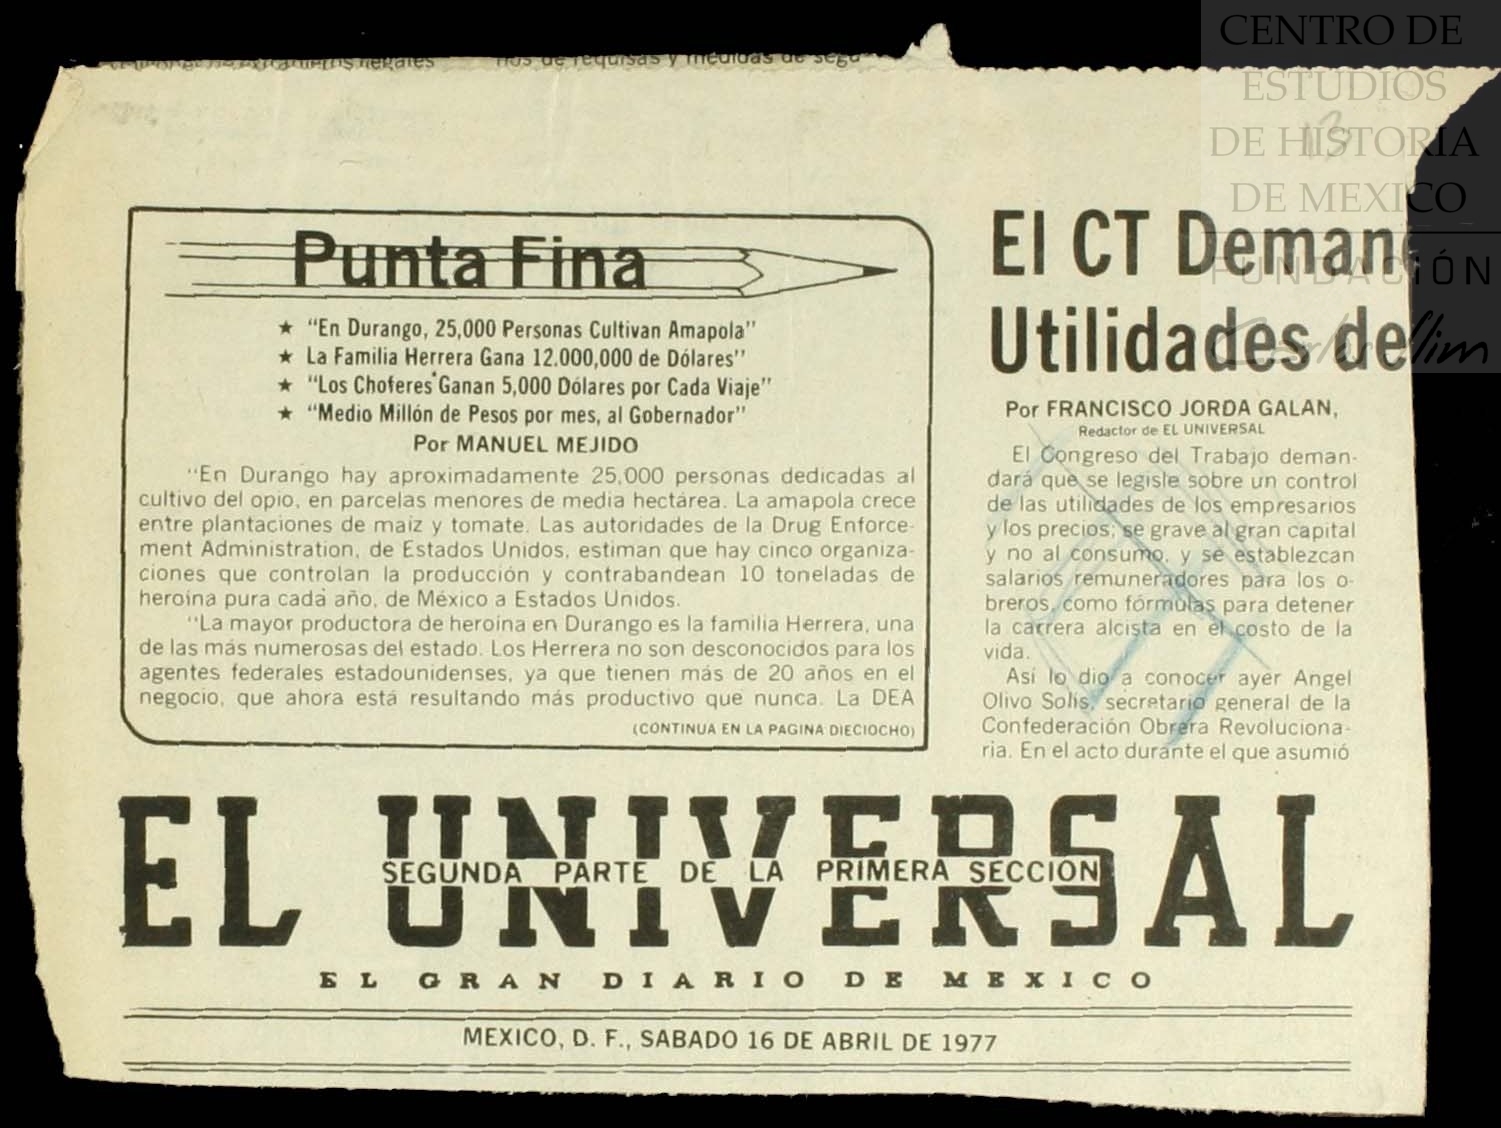 CENTRO DE
ESTUDIOS
DE HISTORIA
DE MEXICO
FUNDACIÓN
Carlos Slim
13
nos de requisas y medidas de segu
Punta Fina
★ "En Durango, 25,000 Personas Cultivan Amapola"
★ La Familia Herrera Gana 12.000,000 de Dólares"
★ "Los Choferes Ganan 5,000 Dólares por Cada Viaje"
★ "Medio Millón de Pesos por mes, al Gobernador"
Por MANUEL MEJIDO
"En Durango hay aproximadamente 25,000 personas dedicadas al
cultivo del opio, en parcelas menores de media hectárea. La amapola crece
entre plantaciones de maíz y tomate. Las autoridades de la Drug Enforce-
ment Administration, de Estados Unidos, estiman que hay cinco organiza-
ciones que controlan la producción y contrabandean 10 toneladas de
heroína pura cada año, de México a Estados Unidos.
"La mayor productora de heroína en Durango es la familia Herrera, una
de las más numerosas del estado. Los Herrera no son desconocidos para los
agentes federales estadounidenses, ya que tienen más de 20 años en el
negocio, que ahora está resultando más productivo que nunca. La DEA
(CONTINUA EN LA PAGINA DIECIOCHO)
El CT Deman
Utilidades de
Por FRANCISCO JORDA GALAN,
Redactor de EL UNIVERSAL
El Congreso del Trabajo deman-
dará que se legisle sobre un control
de las utilidades de los empresarios
y los precios; se grave al gran capital
y no al consumo, y se establezcan
salarios remuneradores para los o-
breros, como fórmulas para detener
la carrera alcista en el costo de la
vida.
Así lo dio a conocer ayer Angel
Olivo Solís, secretario general de la
Confederación Obrera Revoluciona-
ria. En el acto durante el que asumió
EL UNIVERSAL
SEGUNDA PARTE DE LA PRIMERA SECCION
EL GRAN DIARIO DE MEXICO
MEXICO, D. F., SABADO 16 DE ABRIL DE 1977